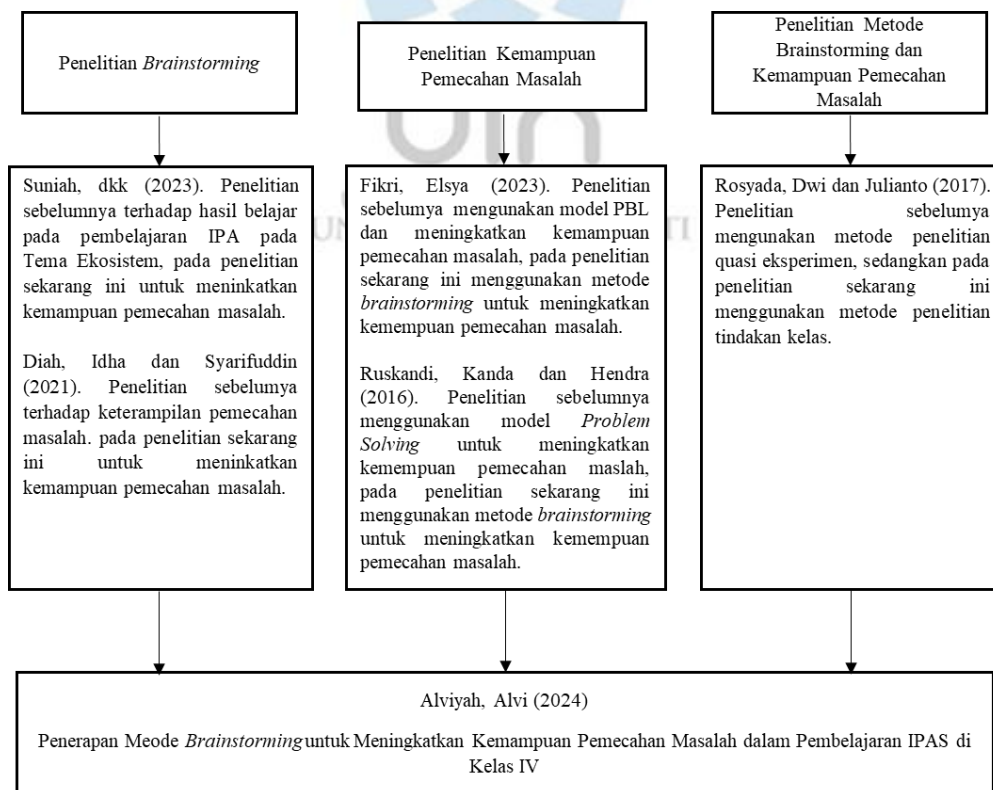 Penelitian Brainstorming
Penelitian Kemampuan
Pemecahan Masalah
Penelitian Metode
Brainstorming dan
Kemampuan Pemecahan
Masalah
Suniah, dkk (2023). Penelitian
sebelumnya terhadap hasil belajar
pada pembelajaran IPA pada
Tema Ekosistem, pada penelitian
sekarang ini untuk meninkatkan
kemampuan pemecahan masalah.
Diah, Idha dan Syarifuddin
(2021). Penelitian sebelumya
terhadap keterampilan pemecahan
masalah. pada penelitian sekarang
ini untuk meninkatkan
kemampuan pemecahan masalah.
Fikri, Elsya (2023). Penelitian
sebelumya mengunakan model PBL
dan meningkatkan kemampuan
pemecahan masalah, pada penelitian
sekarang ini menggunakan metode
brainstorming untuk meningkatkan
kemempuan pemecahan masalah.
Ruskandi, Kanda dan Hendra
(2016). Penelitian sebelumnya
menggunakan model Problem
Solving untuk meningkatkan
kemempuan pemecahan maslah,
pada penelitian sekarang ini
menggunakan metode brainstorming
untuk meningkatkan kemempuan
pemecahan masalah.
Rosyada, Dwi dan Julianto (2017).
Penelitian sebelumya
mengunakan metode penelitian
quasi eksperimen, sedangkan pada
penelitian sekarang ini
menggunakan metode penelitian
tindakan kelas.
Alviyah, Alvi (2024)
Penerapan Meode Brainstorming untuk Meningkatkan Kemampuan Pemecahan Masalah dalam Pembelajaran IPAS di
Kelas IV
uin